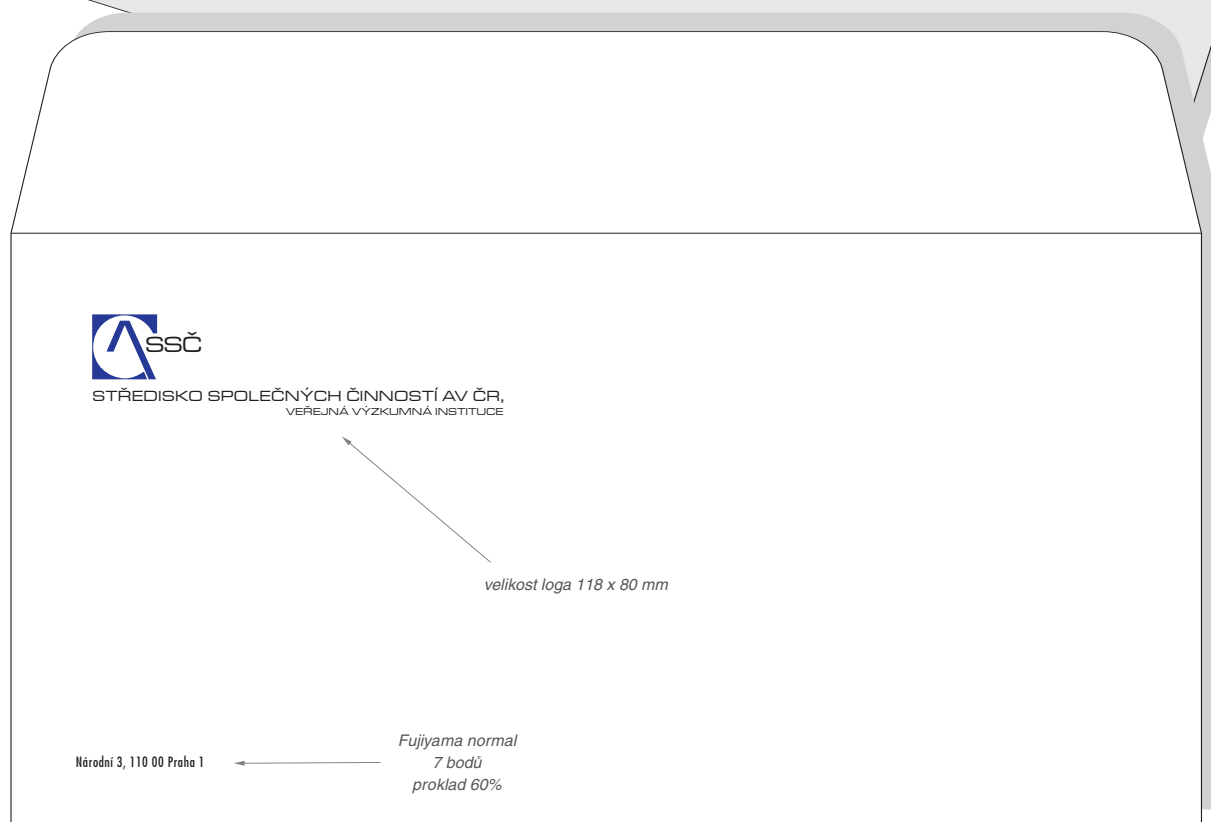 SSČ
STŘEDISKO SPOLEČNÝCH ČINNOSTÍ AV ČR,
VEŘEJNÁ VÝZKUMNÁ INSTITUCE
velikost loga 118 x 80 mm
Fujiyama normal
7 bodů
proklad 60%
Národní 3, 110 00 Praha 1